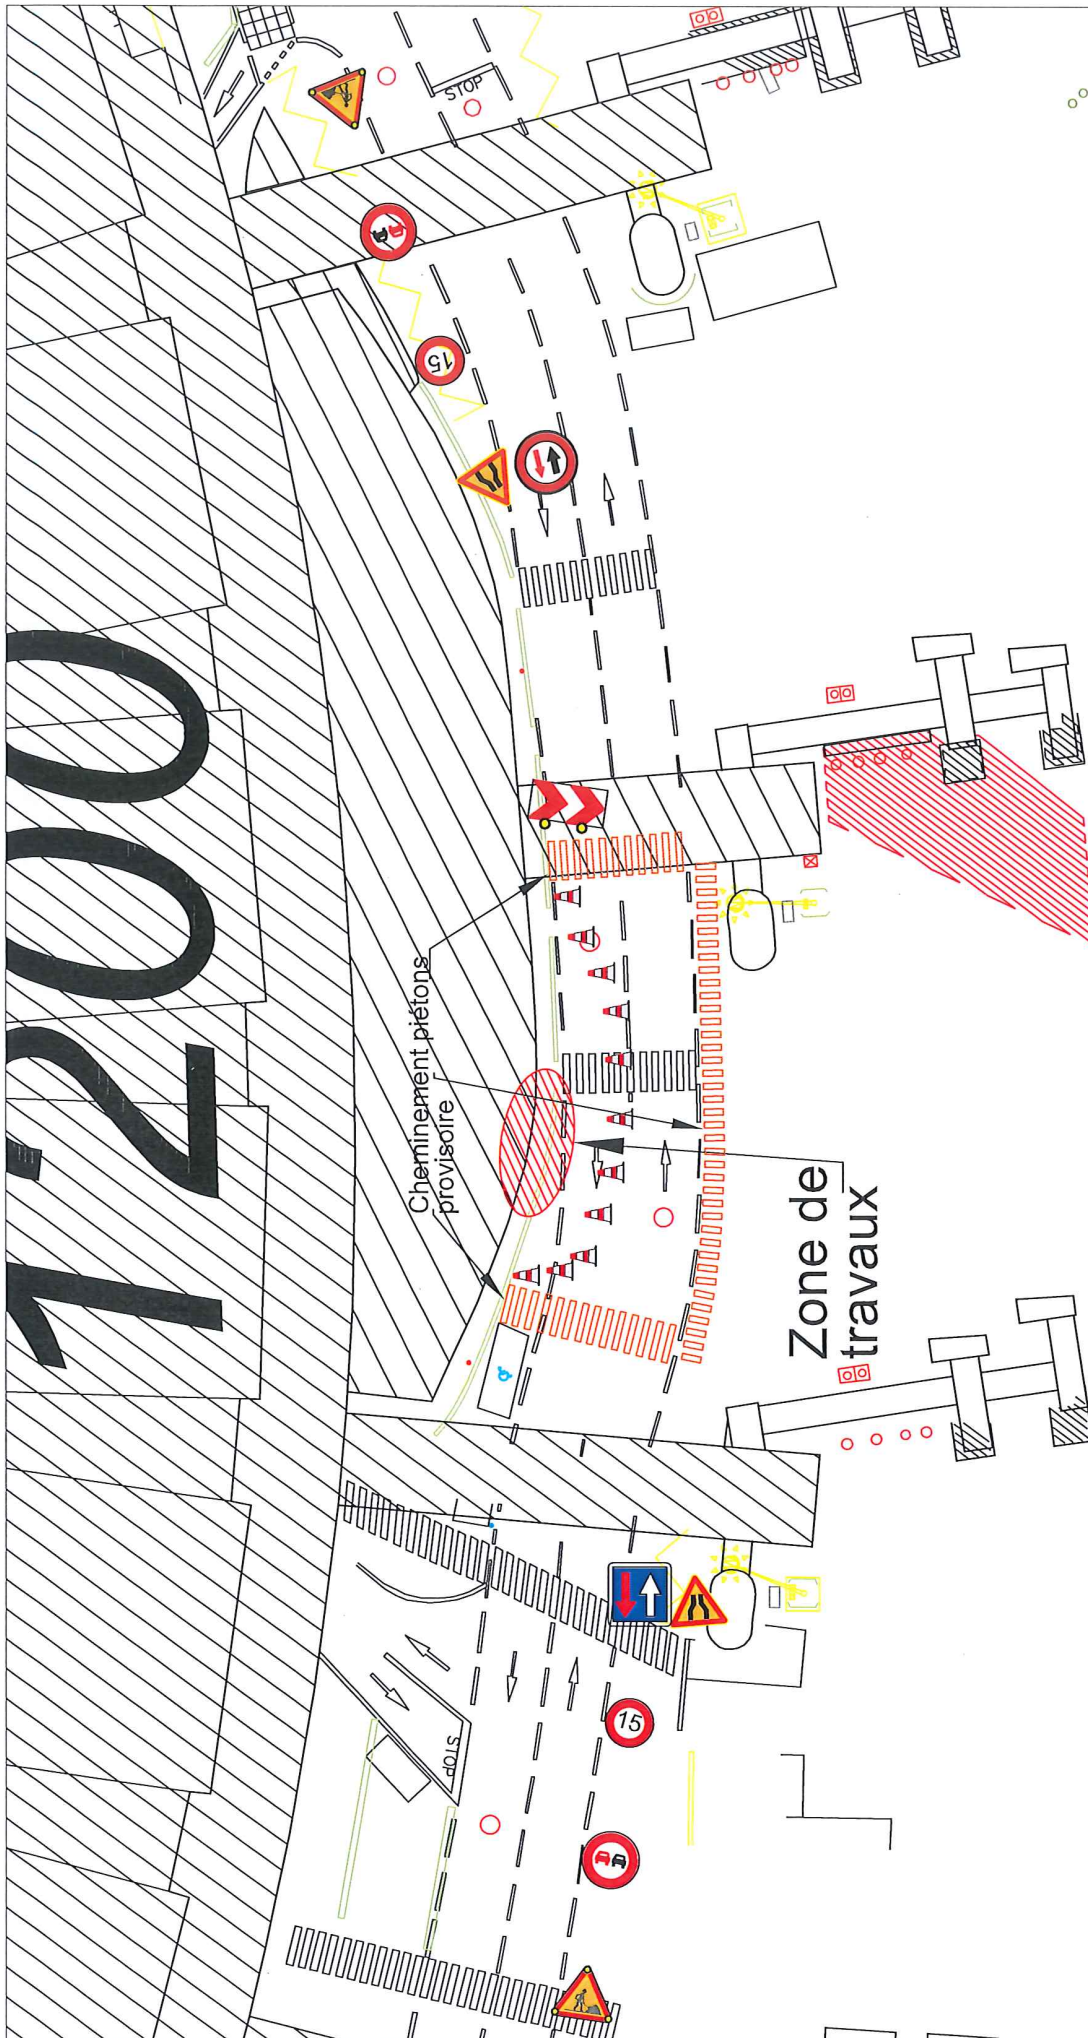 STOP
15
Cheminement piétons
provisoire
Zone de
travaux
1:200
15
STOP